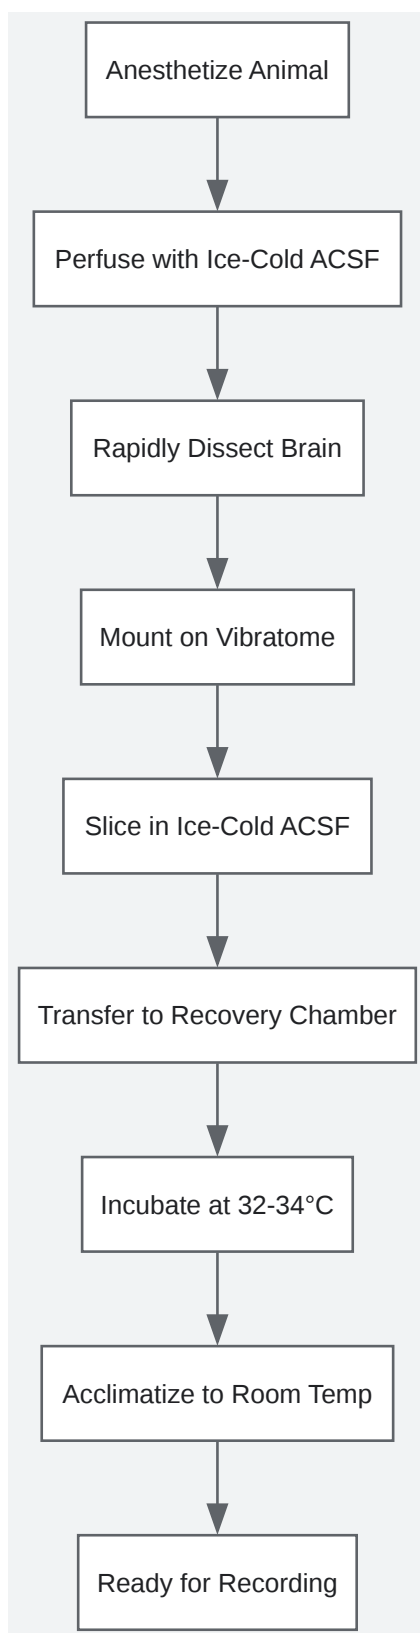 Anesthetize Animal
Perfuse with Ice-Cold ACSF
Rapidly Dissect Brain
Mount on Vibratome
Slice in Ice-Cold ACSF
Transfer to Recovery Chamber
Incubate at 32-34°C
Acclimatize to Room Temp
Ready for Recording